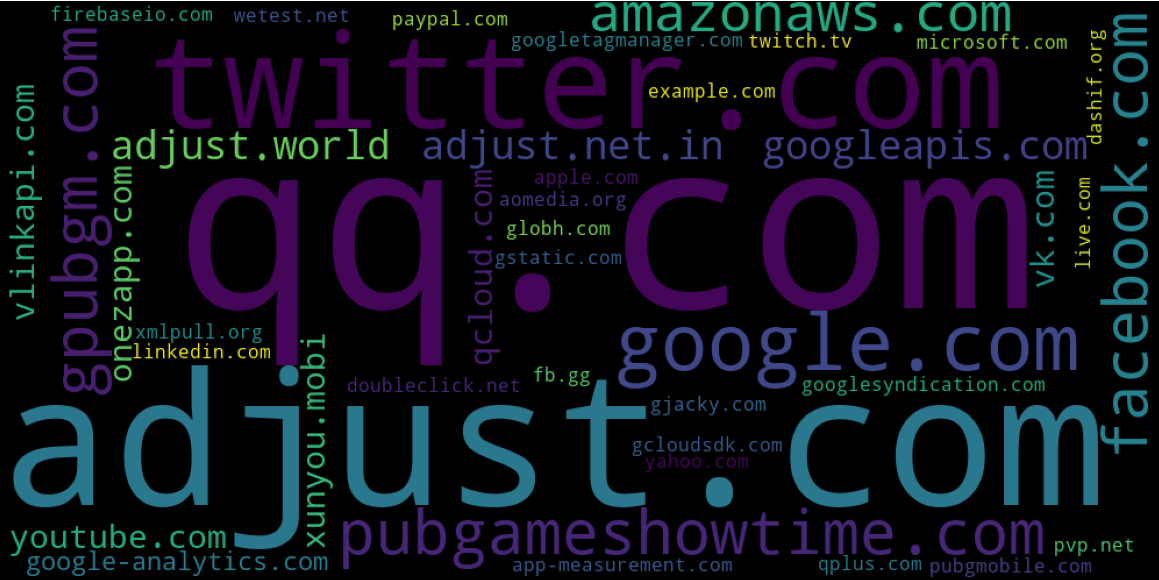 firebaseio.com
wetest.net
paypal.com
amazonaws.com
googletagmanager.com
twitch.tv
microsoft.com
twitter.com
gpubgm.com
example.com
dashif.org
facebook.com
vlinkapi.com
adjust.world
adjust.net.in
googleapis.com
onezapp.com
qq.com
qcloud.com
apple.com
aomedia.org
globh.com
gstatic.com
vk.com
live.com
xmlpull.org
linkedin.com
google.com
xunyou.mobi
doubleclick.net
fb.gg
googlesyndication.com
adjust.com
gjacky.com
gcloudsdk.com
yahoo.com
youtube.com
pubgameshowtime.com
pvp.net
google-analytics.com
app-measurement.com
qplus.com
pubgmobile.com